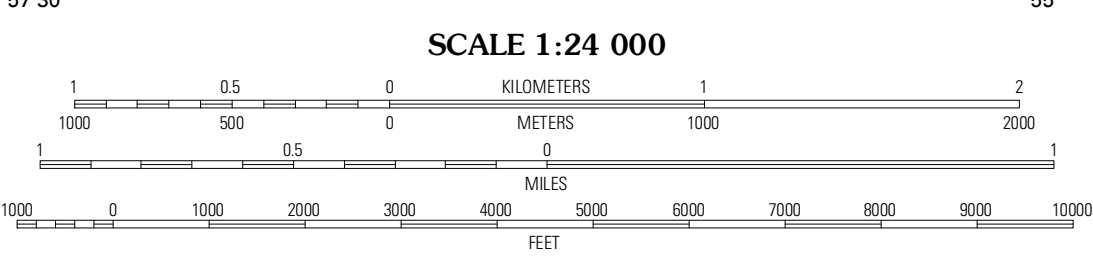 57'30" 55'
SCALE 1:24 000
1 0.5 0 KILOMETERS 1 2
1000 500 0 METERS 1000 2000
1 0.5 0 1
MILES
1000 0 1000 2000 3000 4000 5000 6000 7000 8000 9000 10000
FEET